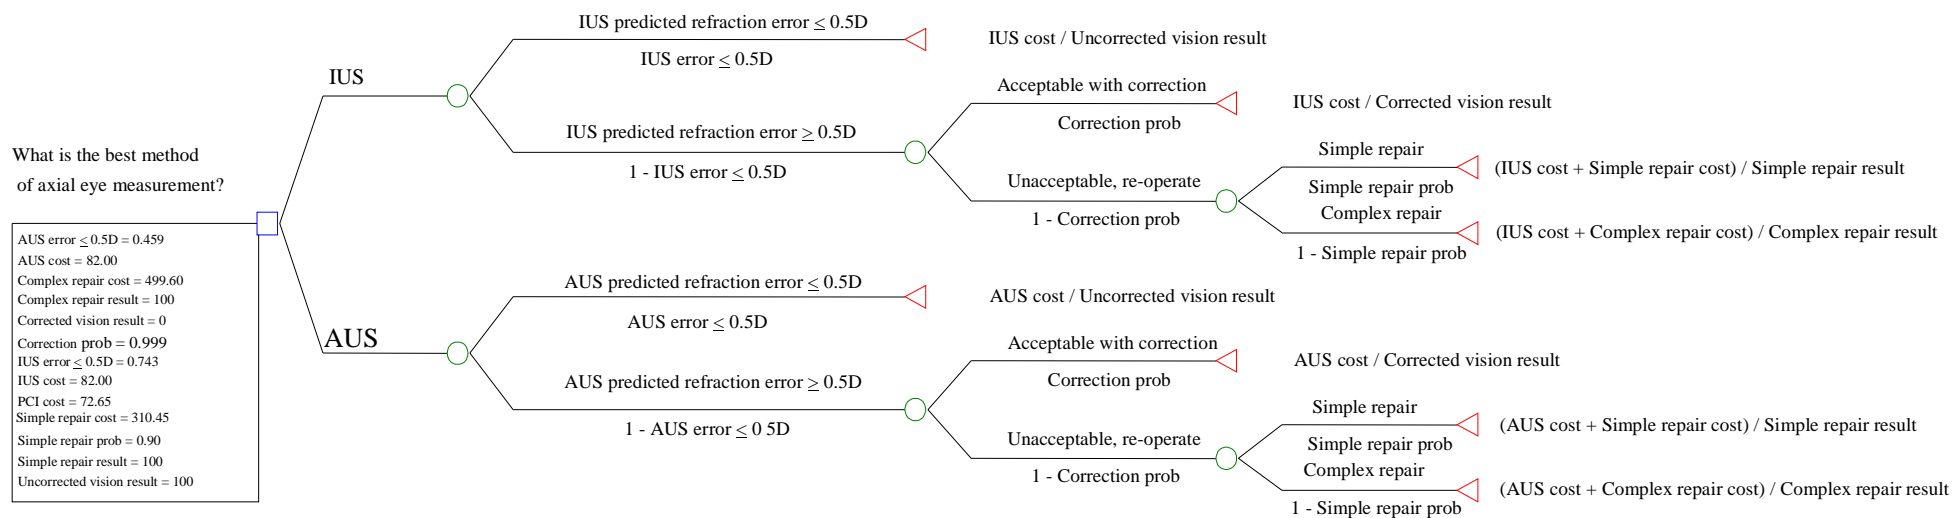 What is the best method
of axial eye measurement?
AUS error ≤ 0.5D = 0.459
AUS cost = 82.00
Complex repair cost = 499.60
Complex repair result = 100
Corrected vision result = 0
Correction prob = 0.999
IUS error ≤ 0.5D = 0.743
IUS cost = 82.00
PCI cost = 72.65
Simple repair cost = 310.45
Simple repair prob = 0.90
Simple repair result = 100
Uncorrected vision result = 100
IUS
IUS predicted refraction error ≤ 0.5D
IUS error ≤ 0.5D
IUS cost / Uncorrected vision result
IUS predicted refraction error ≥ 0.5D
1 - IUS error ≤ 0.5D
Acceptable with correction
Correction prob
IUS cost / Corrected vision result
Unacceptable, re-operate
1 - Correction prob
Simple repair
Simple repair prob
(IUS cost + Simple repair cost) / Simple repair result
Complex repair
1 - Simple repair prob
(IUS cost + Complex repair cost) / Complex repair result
AUS
AUS predicted refraction error ≤ 0.5D
AUS error ≤ 0.5D
AUS cost / Uncorrected vision result
AUS predicted refraction error ≥ 0.5D
1 - AUS error ≤ 0 5D
Acceptable with correction
Correction prob
AUS cost / Corrected vision result
Unacceptable, re-operate
1 - Correction prob
Simple repair
Simple repair prob
(AUS cost + Simple repair cost) / Simple repair result
Complex repair
1 - Simple repair prob
(AUS cost + Complex repair cost) / Complex repair result